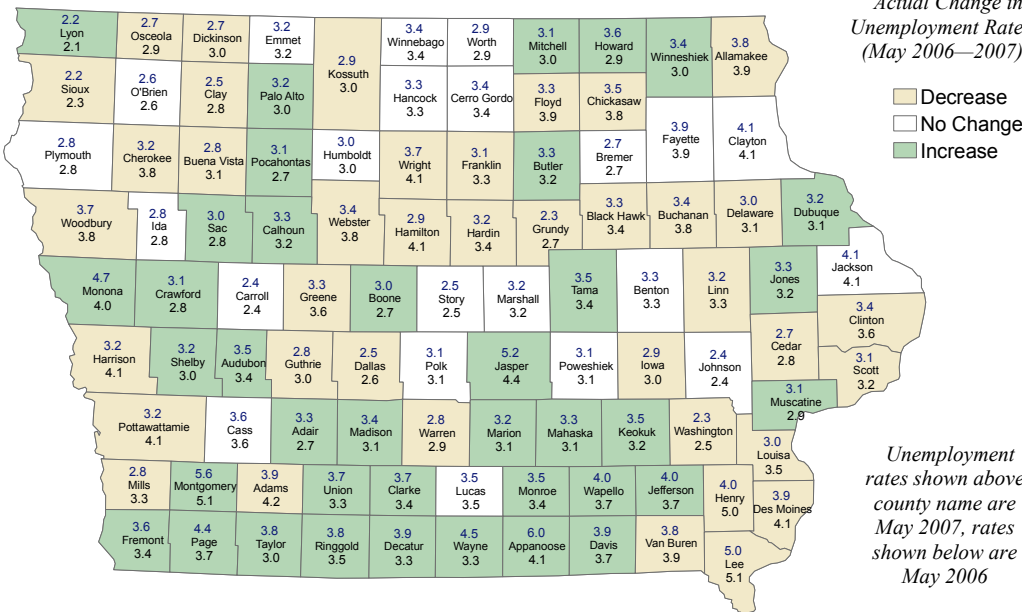 Actual Change in
Unemployment Rate
(May 2006—2007)
Decrease
No Change
Increase
2.2
Lyon
2.1
2.7
Osceola
2.9
2.7
Dickinson
3.0
3.2
Emmet
3.2
2.9
Kossuth
3.0
3.4
Winnebago
3.4
2.9
Worth
2.9
3.1
Mitchell
3.0
3.6
Howard
2.9
3.4
Winneshiek
3.0
3.8
Allamakee
3.9
2.2
Sioux
2.3
2.6
O'Brien
2.6
2.5
Clay
2.8
3.2
Palo Alto
3.0
3.3
Hancock
3.3
3.4
Cerro Gordo
3.4
3.3
Floyd
3.9
3.5
Chickasaw
3.8
3.9
Fayette
3.9
4.1
Clayton
4.1
2.8
Plymouth
2.8
3.2
Cherokee
3.8
2.8
Buena Vista
3.1
3.1
Pocahontas
2.7
3.0
Humboldt
3.0
3.7
Wright
4.1
3.1
Franklin
3.3
3.3
Butler
3.2
2.7
Bremer
2.7
3.7
Woodbury
3.8
2.8
Ida
2.8
3.0
Sac
2.8
3.3
Calhoun
3.2
3.4
Webster
3.8
2.9
Hamilton
4.1
3.2
Hardin
3.4
2.3
Grundy
2.7
3.3
Black Hawk
3.4
3.4
Buchanan
3.8
3.0
Delaware
3.1
3.2
Dubuque
3.1
4.7
Monona
4.0
3.1
Crawford
2.8
2.4
Carroll
2.4
3.3
Greene
3.6
3.0
Boone
2.7
2.5
Story
2.5
3.2
Marshall
3.2
3.5
Tama
3.4
3.3
Benton
3.3
3.2
Linn
3.3
3.3
Jones
3.2
4.1
Jackson
4.1
3.4
Clinton
3.6
3.2
Harrison
4.1
3.2
Shelby
3.0
3.5
Audubon
3.4
2.8
Guthrie
3.0
2.5
Dallas
2.6
3.1
Polk
3.1
5.2
Jasper
4.4
3.1
Poweshiek
3.1
2.9
Iowa
3.0
2.4
Johnson
2.4
2.7
Cedar
2.8
3.1
Scott
3.2
3.1
Muscatine
2.9
3.2
Pottawattamie
4.1
3.6
Cass
3.6
3.3
Adair
2.7
3.4
Madison
3.1
2.8
Warren
2.9
3.2
Marion
3.1
3.3
Mahaska
3.1
3.5
Keokuk
3.2
2.3
Washington
2.5
3.0
Louisa
3.5
2.8
Mills
3.3
5.6
Montgomery
5.1
3.9
Adams
4.2
3.7
Union
3.3
3.7
Clarke
3.4
3.5
Lucas
3.5
3.5
Monroe
3.4
4.0
Wapello
3.7
4.0
Jefferson
3.7
4.0
Henry
5.0
3.9
Des Moines
4.1
3.6
Fremont
3.4
4.4
Page
3.7
3.8
Taylor
3.0
3.8
Ringgold
3.5
3.9
Decatur
3.3
4.5
Wayne
3.3
6.0
Appanoose
4.1
3.9
Davis
3.7
3.8
Van Buren
3.9
5.0
Lee
5.1
Unemployment
rates shown above
county name are
May 2007, rates
shown below are
May 2006